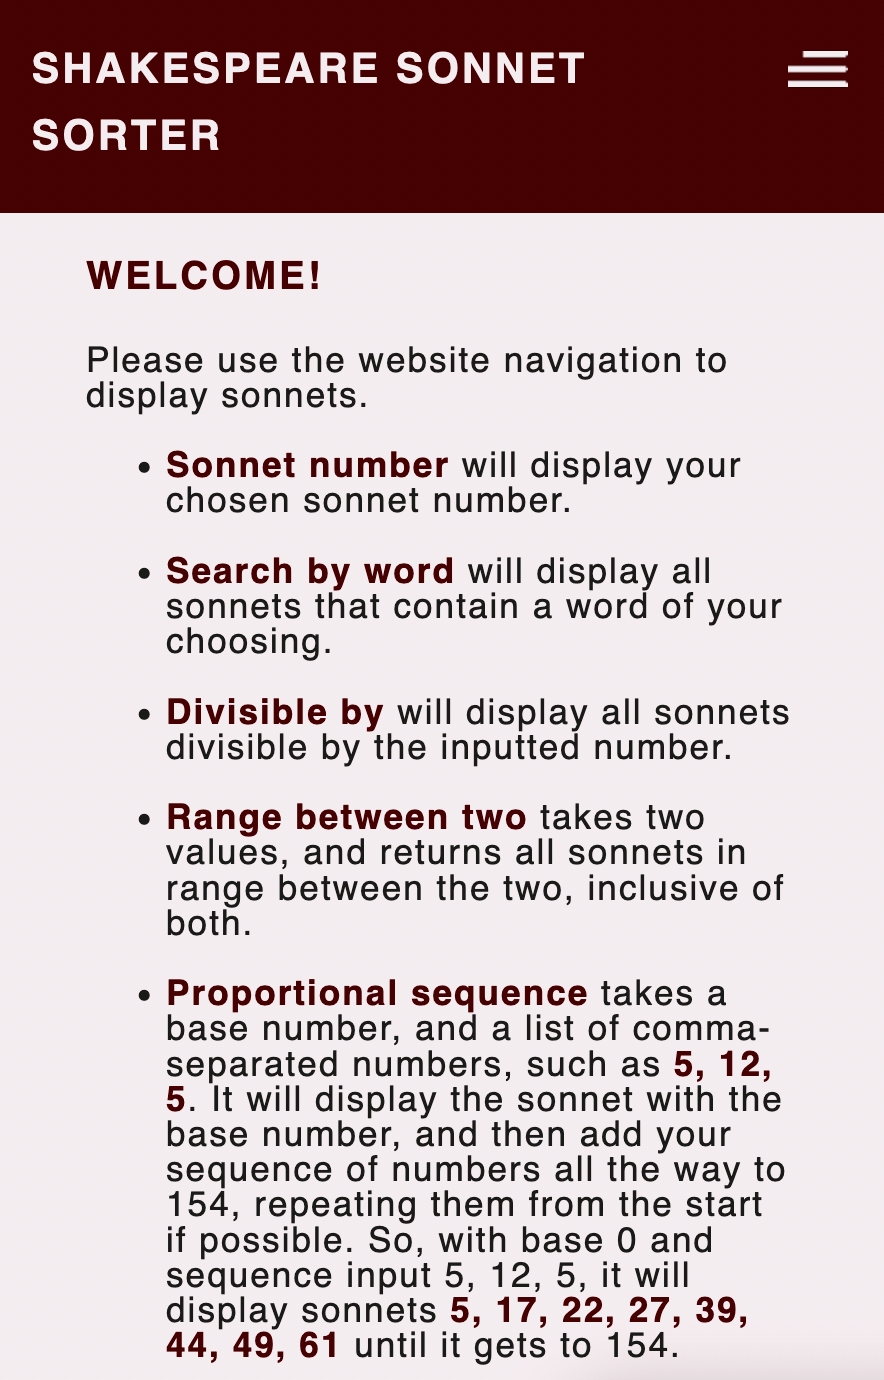 SHAKESPEARE SONNET
SORTER
WELCOME!
Please use the website navigation to
display sonnets.
• Sonnet number will display your
chosen sonnet number.
• Search by word will display all
sonnets that contain a word of your
choosing.
• Divisible by will display all sonnets
divisible by the inputted number.
• Range between two takes two
values, and returns all sonnets in
range between the two, inclusive of
both.
• Proportional sequence takes a
base number, and a list of comma-
separated numbers, such as 5, 12,
5. It will display the sonnet with the
base number, and then add your
sequence of numbers all the way to
154, repeating them from the start
if possible. So, with base 0 and
sequence input 5, 12, 5, it will
display sonnets 5, 17, 22, 27, 39,
44, 49, 61 until it gets to 154.